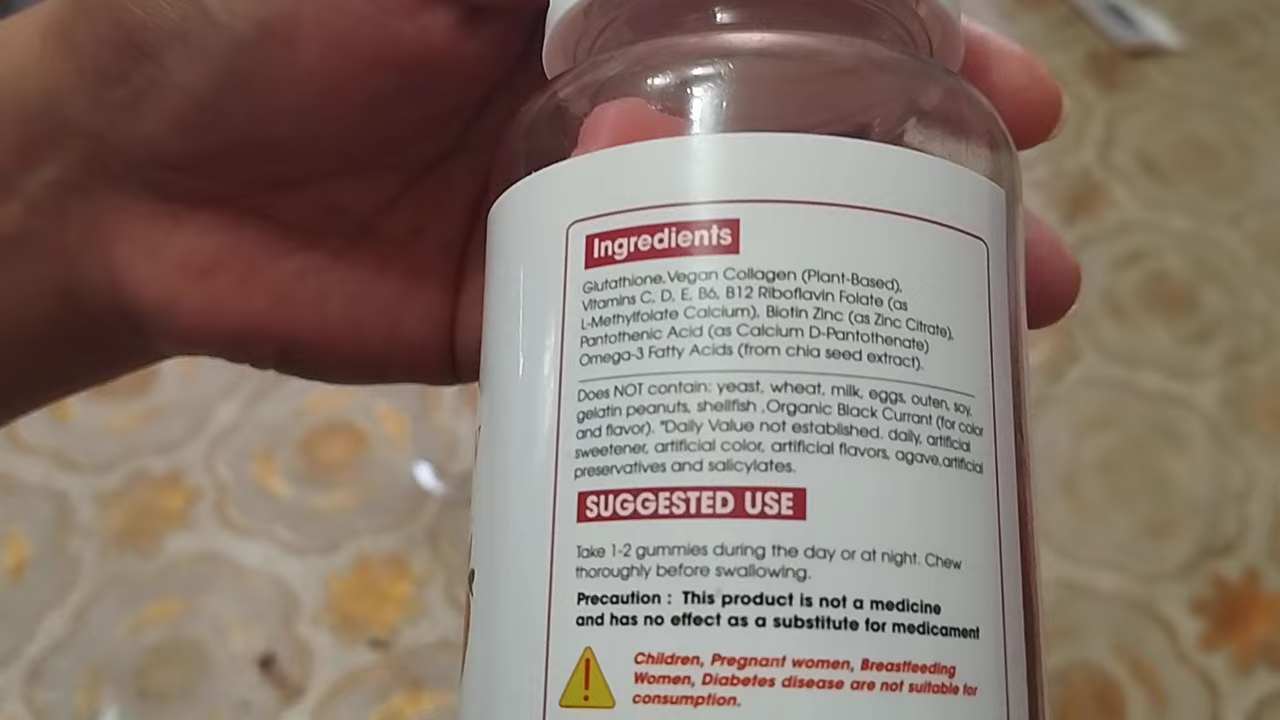 Ingredients
Glutathione, Vegan Collagen (Plant-Based),
Vitamins C, D, E, B6, B12 Riboflavin Folate (as
L-Methylfolate Calcium), Biotin Zinc (as Zinc Citrate),
Pantothenic Acid (as Calcium D-Pantothenate)
Omega-3 Fatty Acids (from chia seed extract).
Does NOT contain: yeast, wheat, milk, eggs, outen, soy,
gelatin peanuts, shellfish .Organic Black Currant (for color
and flavor). *Daily Value not established. daily, artificial
sweetener, artificial color, artificial flavors, agave,artificial
preservatives and salicylates.
SUGGESTED USE
Take 1-2 gummies during the day or at night. Chew
thoroughly before swallowing.
Precaution : This product is not a medicine
and has no effect as a substitute for medicament
Children, Pregnant women, Breastfeeding
Women, Diabetes disease are not suitable for
consumption.